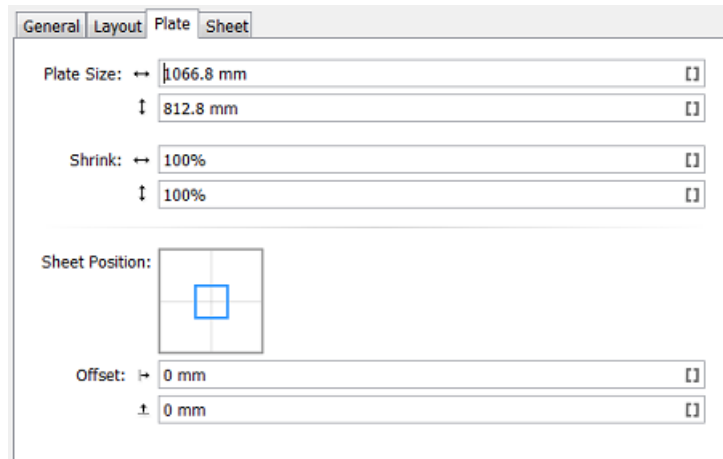 General Layout Plate Sheet
Plate Size: ↔ 1066.8 mm []
↕ 812.8 mm []
Shrink: ↔ 100% []
↕ 100% []
Sheet Position:
Offset: 0 mm []
0 mm []